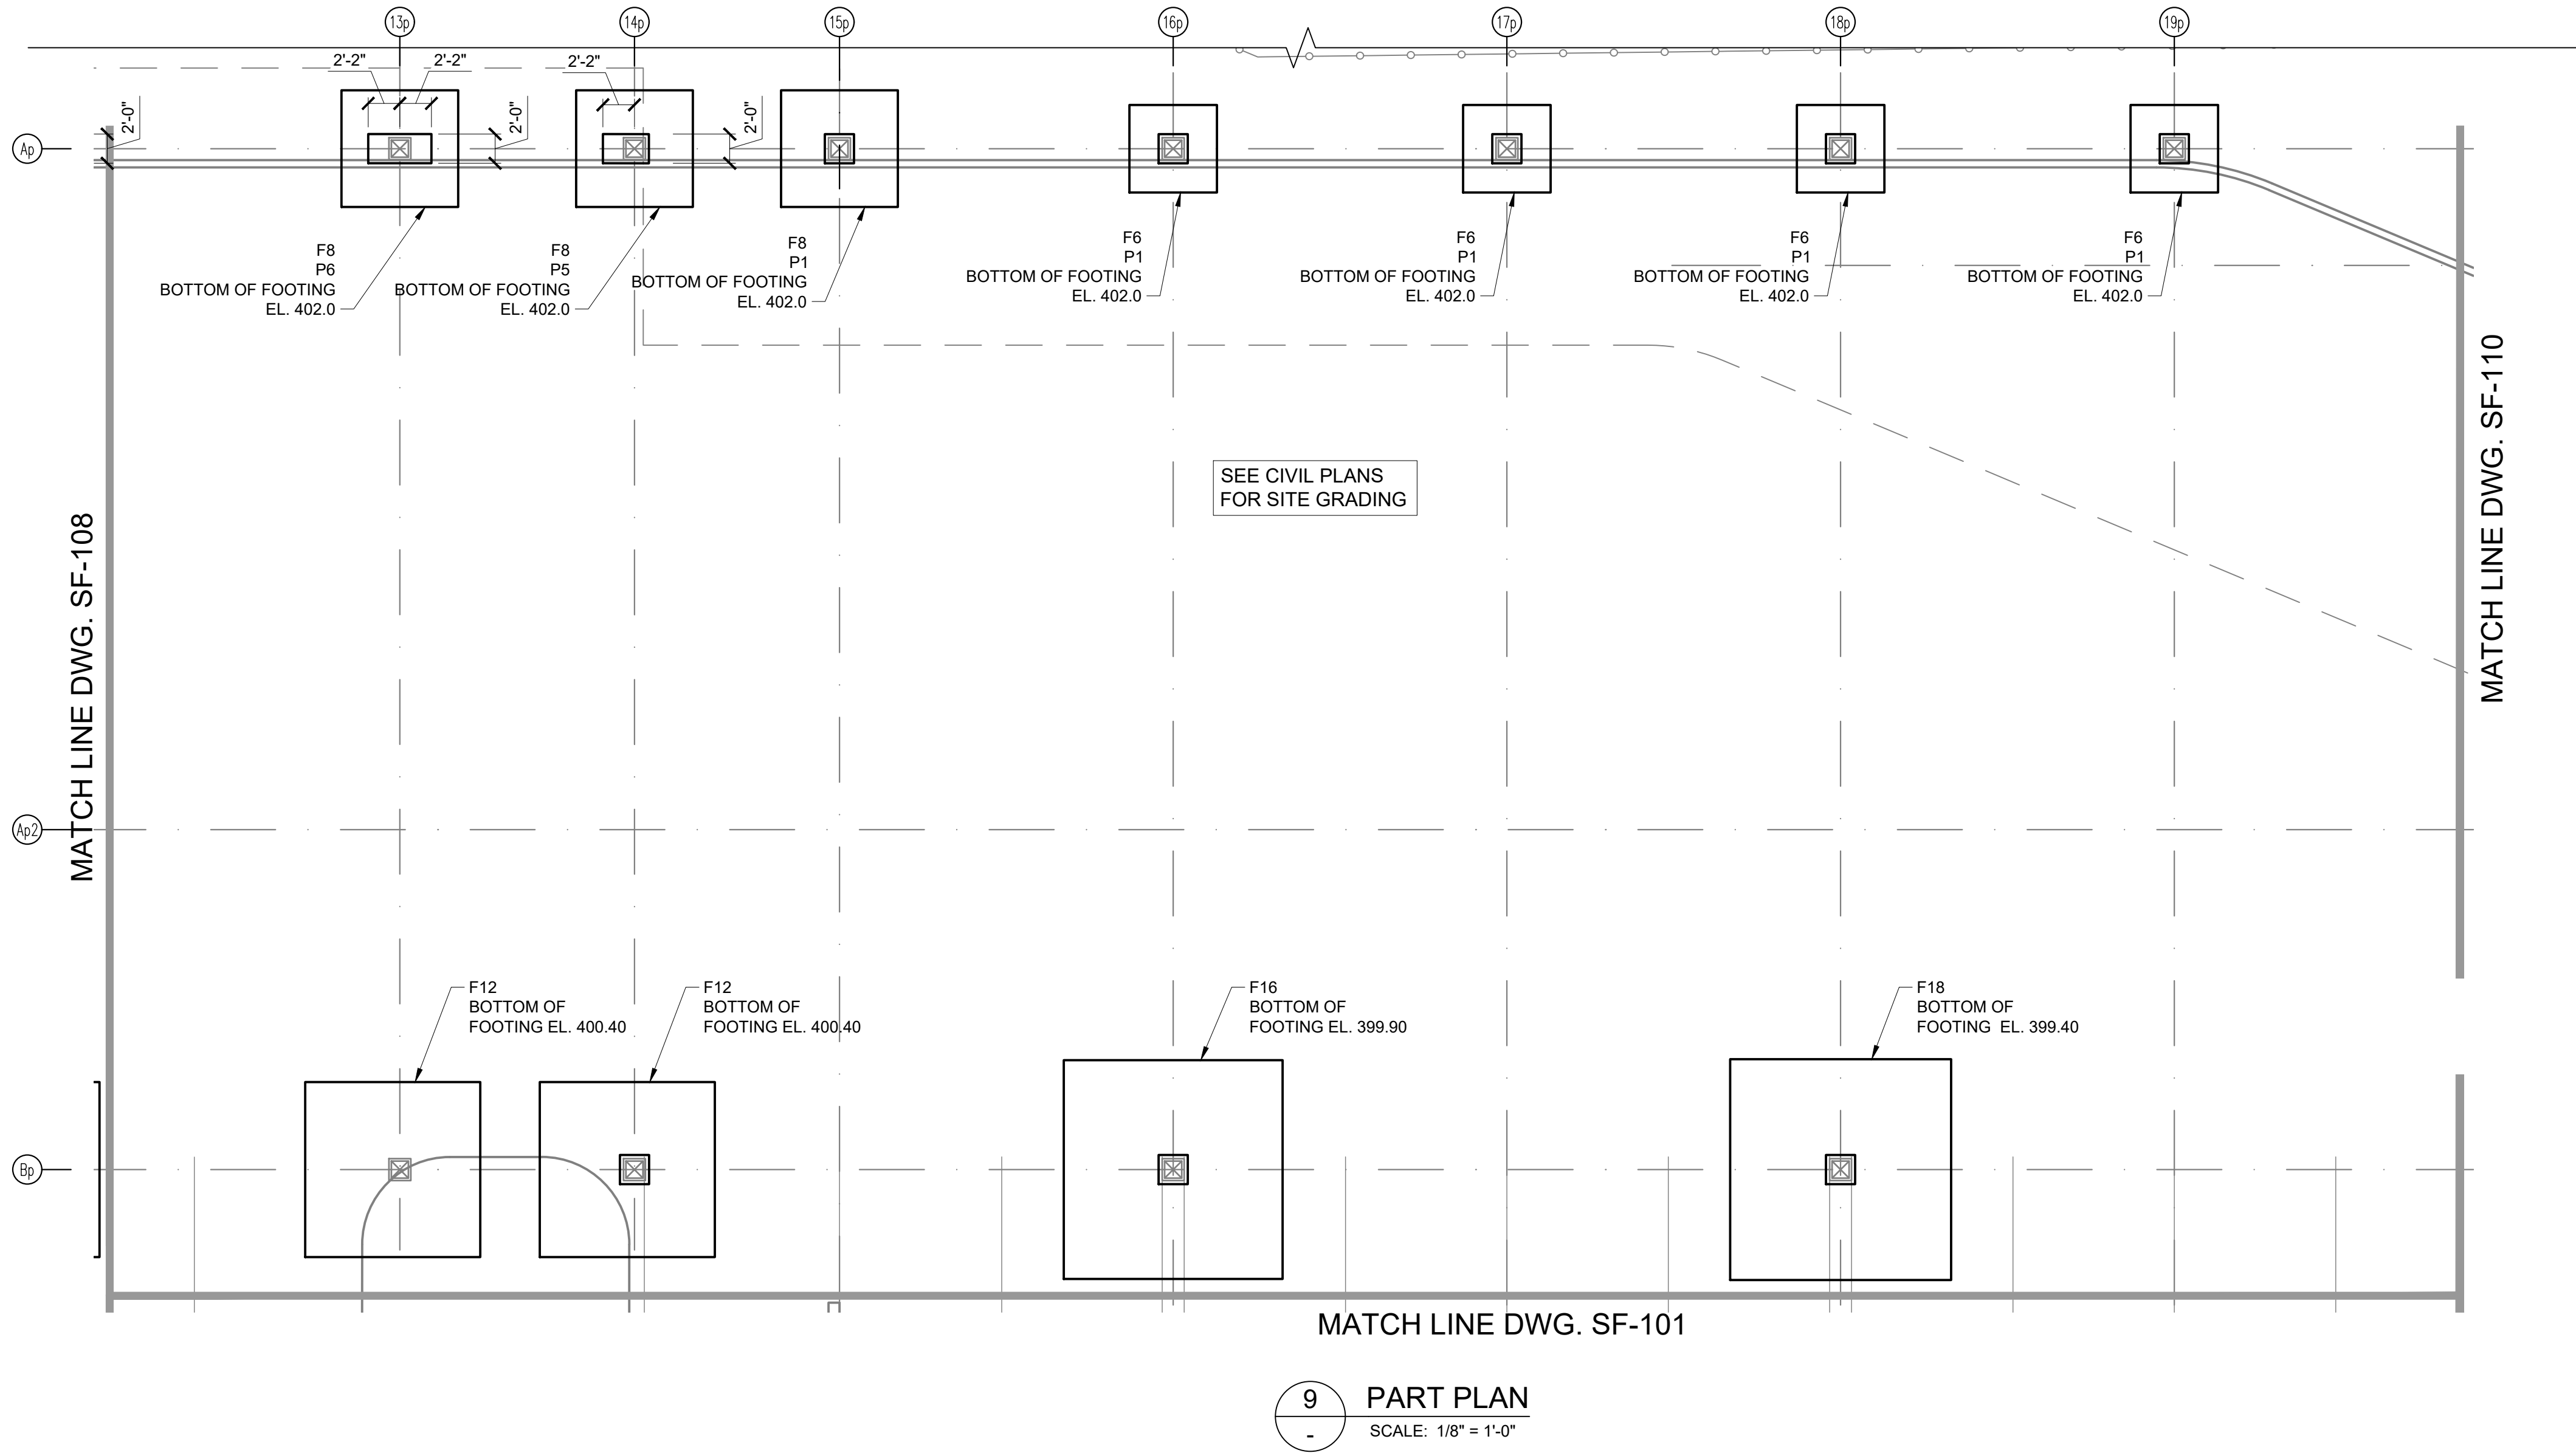 13p
14p
15p
16p
17p
18p
19p
2'-2"
2'-2"
2'-2"
2'-0"
2'-0"
2'-0"
Ap
F8
P6
BOTTOM OF FOOTING
EL. 402.0
F8
P5
BOTTOM OF FOOTING
EL. 402.0
F8
P1
BOTTOM OF FOOTING
EL. 402.0
F6
P1
BOTTOM OF FOOTING
EL. 402.0
F6
P1
BOTTOM OF FOOTING
EL. 402.0
F6
P1
BOTTOM OF FOOTING
EL. 402.0
F6
P1
BOTTOM OF FOOTING
EL. 402.0
SEE CIVIL PLANS
FOR SITE GRADING
MATCH LINE DWG. SF-108
MATCH LINE DWG. SF-110
Ap2
F12
BOTTOM OF
FOOTING EL. 400.40
F12
BOTTOM OF
FOOTING EL. 400.40
F16
BOTTOM OF
FOOTING EL. 399.90
F18
BOTTOM OF
FOOTING EL. 399.40
Bp
MATCH LINE DWG. SF-101
9
-
PART PLAN
SCALE: 1/8" = 1'-0"